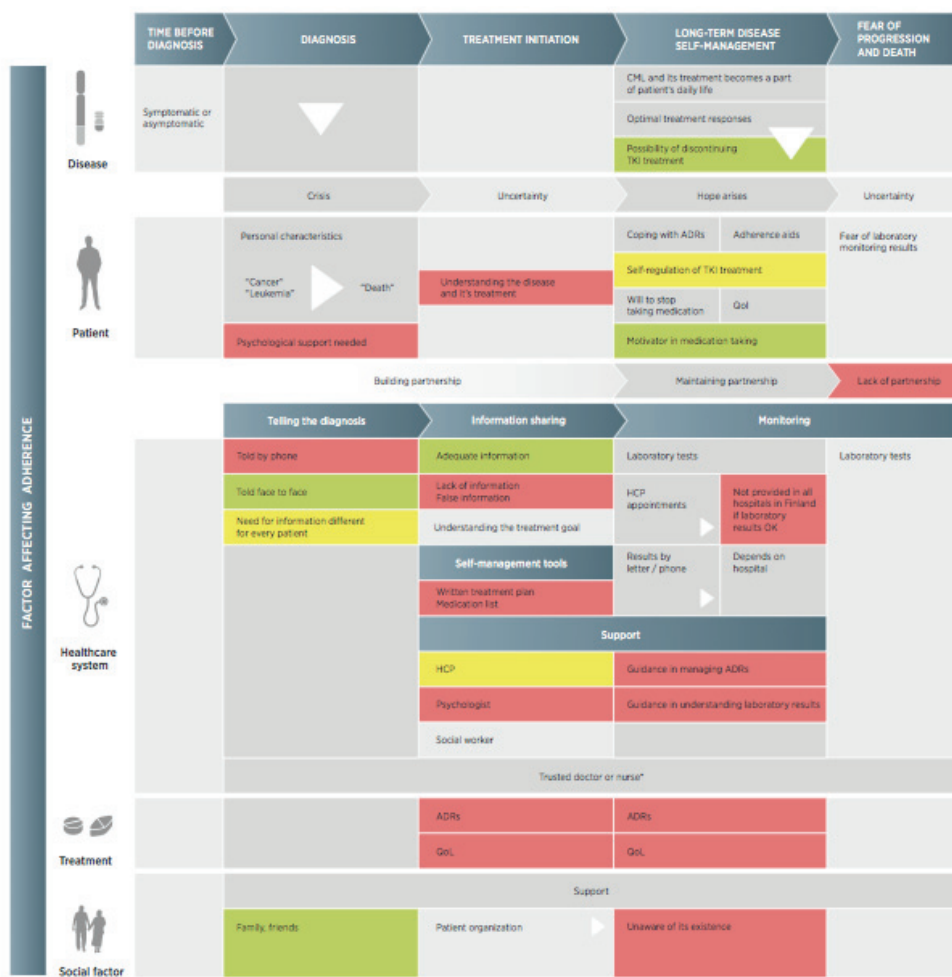 TIME BEFORE
DIAGNOSIS
DIAGNOSIS
TREATMENT INITIATION
LONG-TERM DISEASE
SELF-MANAGEMENT
FEAR OF
PROGRESSION
AND DEATH
FACTOR AFFECTING ADHERENCE
Disease
Symptomatic or
asymptomatic
CML and its treatment becomes a part
of patient's daily life
Optimal treatment responses
Possibility of discontinuing
TKI treatment
Crisis
Uncertainty
Hope arises
Uncertainty
Patient
Personal characteristics
"Cancer"
"Leukemia"
"Death"
Psychological support needed
Understanding the disease
and it's treatment
Coping with ADRs
Adherence aids
Self-regulation of TKI treatment
Will to stop
taking medication
Qol
Motivator in medication taking
Fear of laboratory
monitoring results
Building partnership
Maintaining partnership
Lack of partnership
Telling the diagnosis
Information sharing
Monitoring
Healthcare
system
Told by phone
Told face to face
Need for information different
for every patient
Adequate information
Lack of information
False information
Understanding the treatment goal
Self-management tools
Written treatment plan
Medication list
Laboratory tests
HCP
appointments
Not provided in all
hospitals in Finland
if laboratory
results OK
Results by
letter / phone
Depends on
hospital
Laboratory tests
Support
HCP
Guidance in managing ADRs
Psychologist
Guidance in understanding laboratory results
Social worker
Trusted doctor or nurse*
Treatment
ADRs
ADRs
QoL
QoL
Support
Social factor
Family, friends
Patient organization
Unaware of its existence